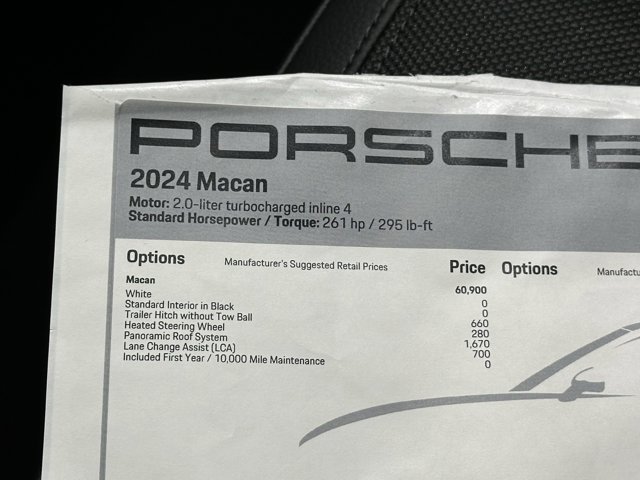 PORSCHE
2024 Macan
Motor: 2.0-liter turbocharged inline 4
Standard Horsepower / Torque: 261 hp / 295 lb-ft
Options Manufacturer's Suggested Retail Prices Price Options
Macan 60,900
White 0
Standard Interior in Black 0
Trailer Hitch without Tow Ball 660
Heated Steering Wheel 280
Panoramic Roof System 1,670
Lane Change Assist (LCA) 700
Included First Year / 10,000 Mile Maintenance 0